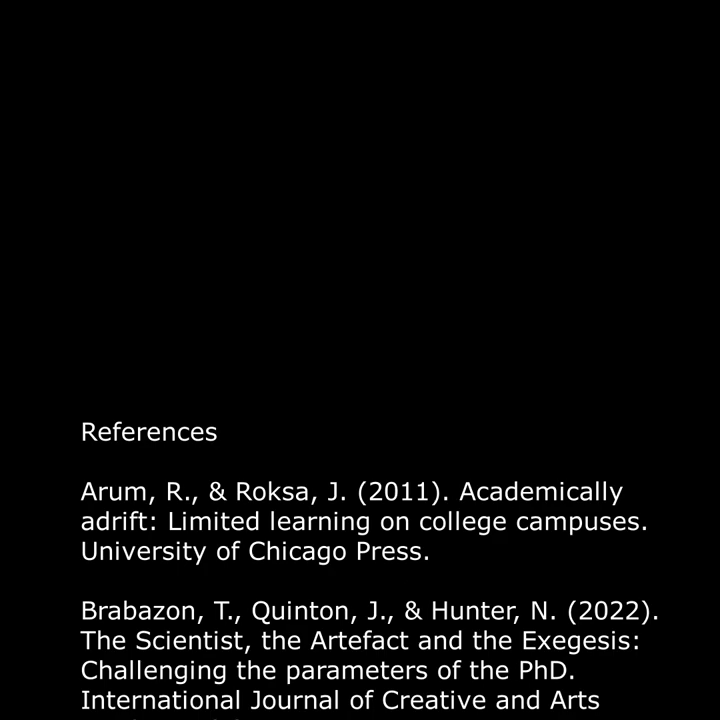 References
Arum, R., & Roksa, J. (2011). Academically
adrift: Limited learning on college campuses.
University of Chicago Press.
Brabazon, T., Quinton, J., & Hunter, N. (2022).
The Scientist, the Artefact and the Exegesis:
Challenging the parameters of the PhD.
International Journal of Creative and Arts